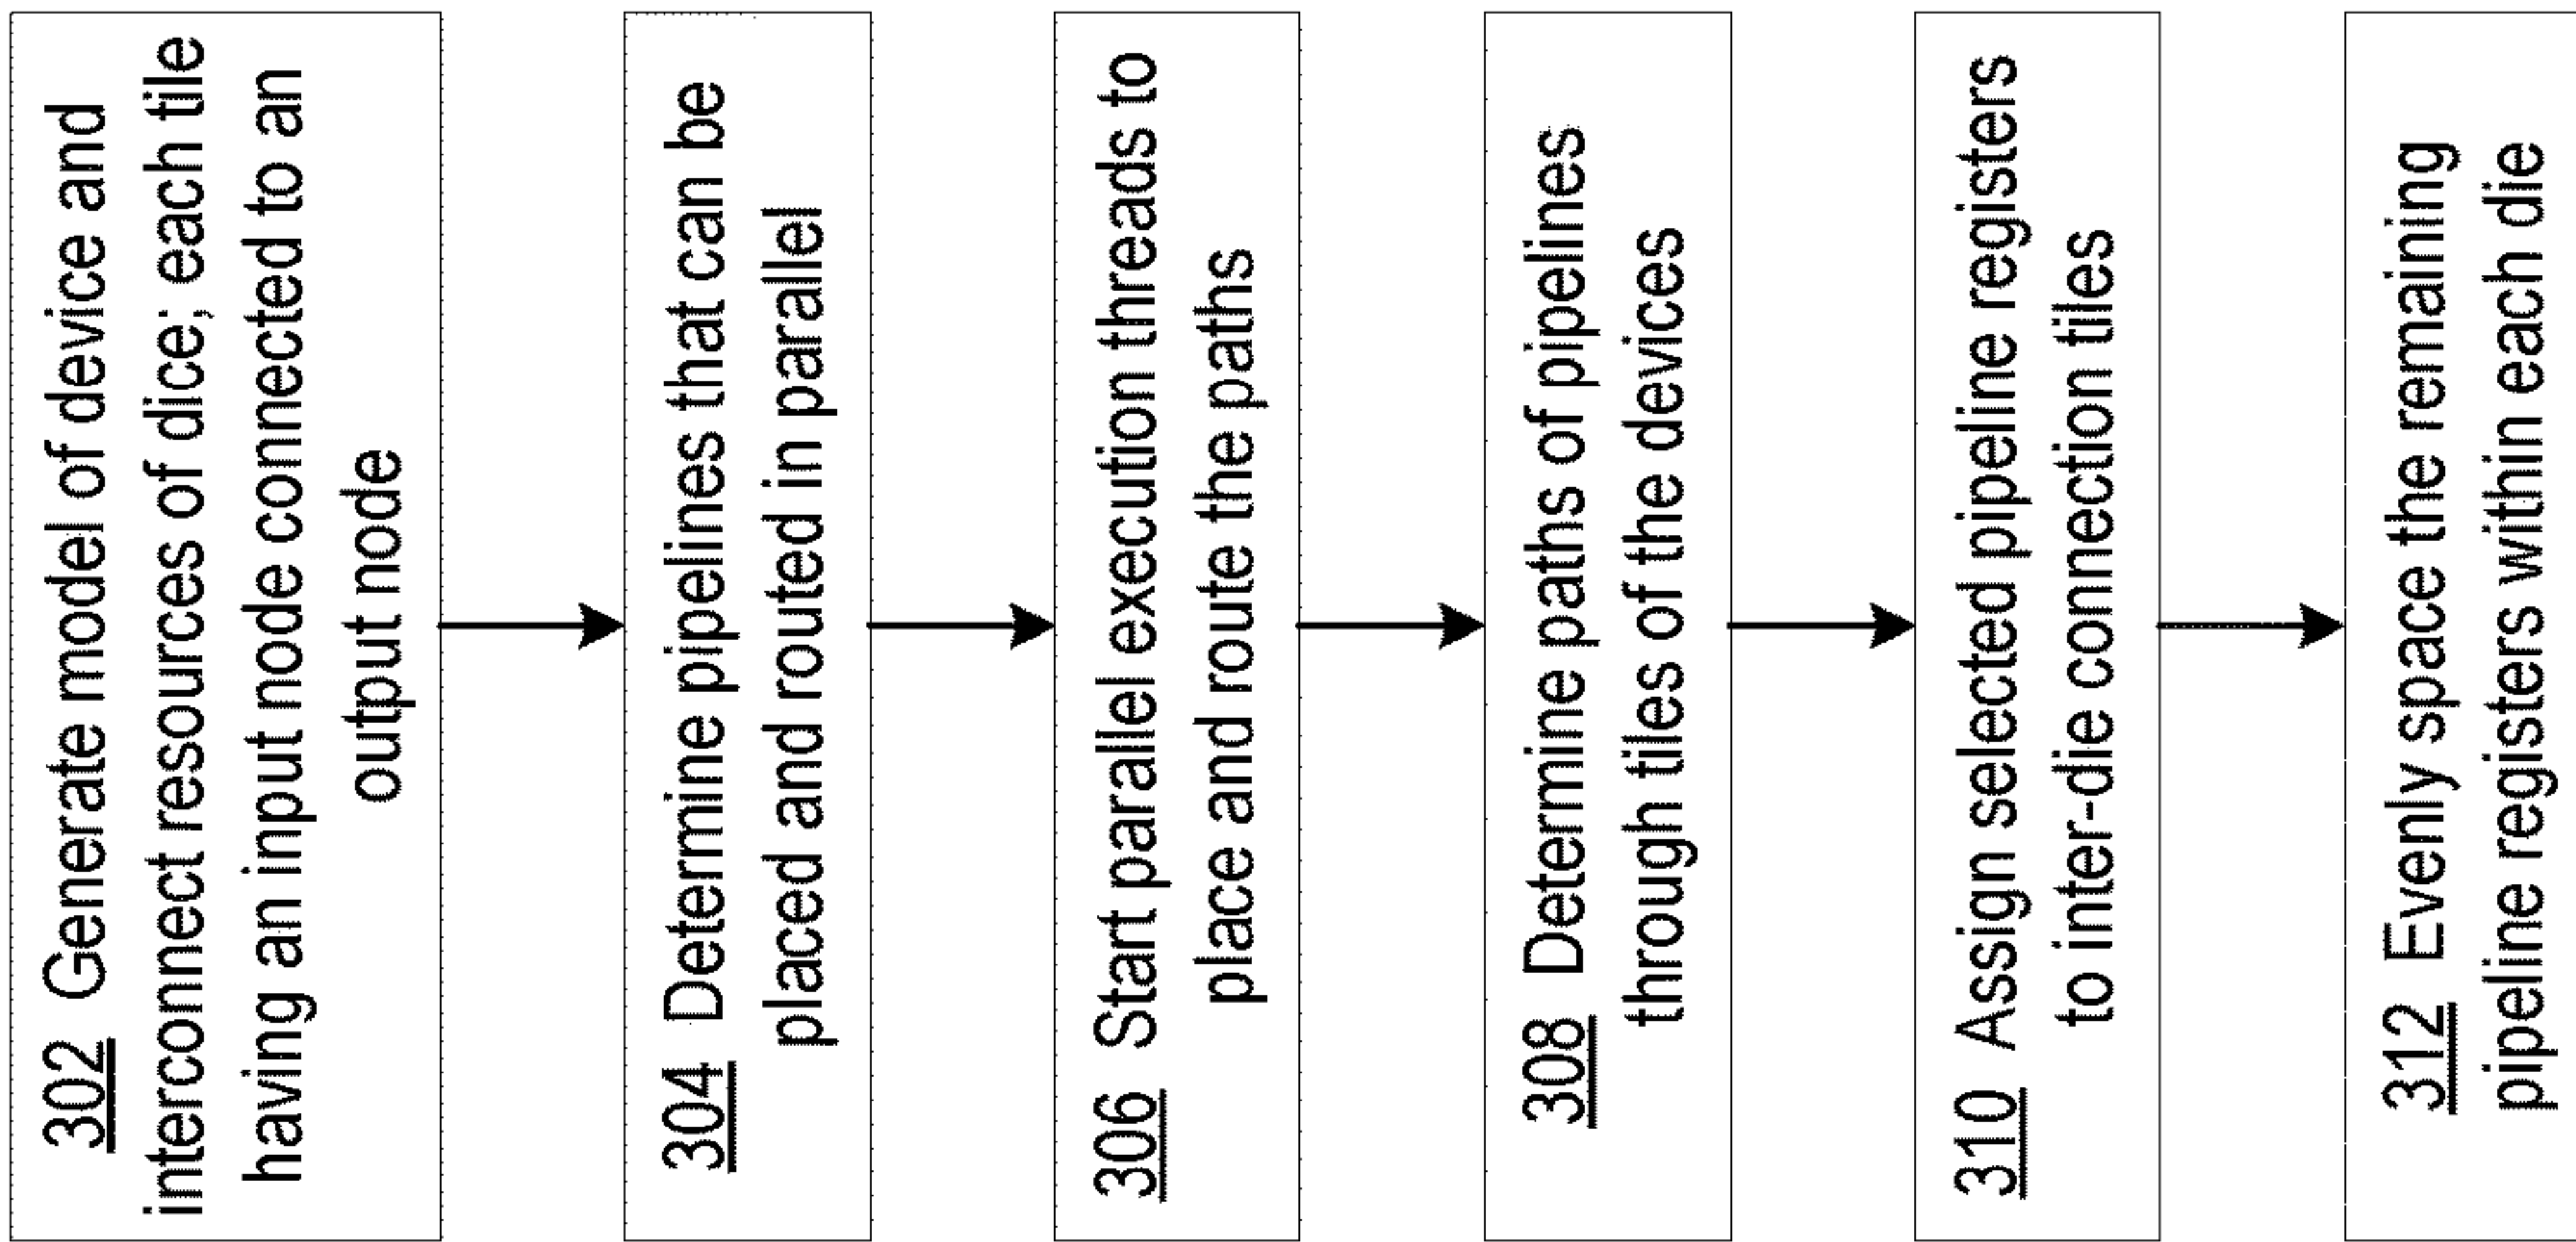 302 Generate model of device and
interconnect resources of dice; each tile
having an input node connected to an
output node
304 Determine pipelines that can be
placed and routed in parallel
306 Start parallel execution threads to
place and route the paths
308 Determine paths of pipelines
through tiles of the devices
310 Assign selected pipeline registers
to inter-die connection tiles
312 Evenly space the remaining
pipeline registers within each die